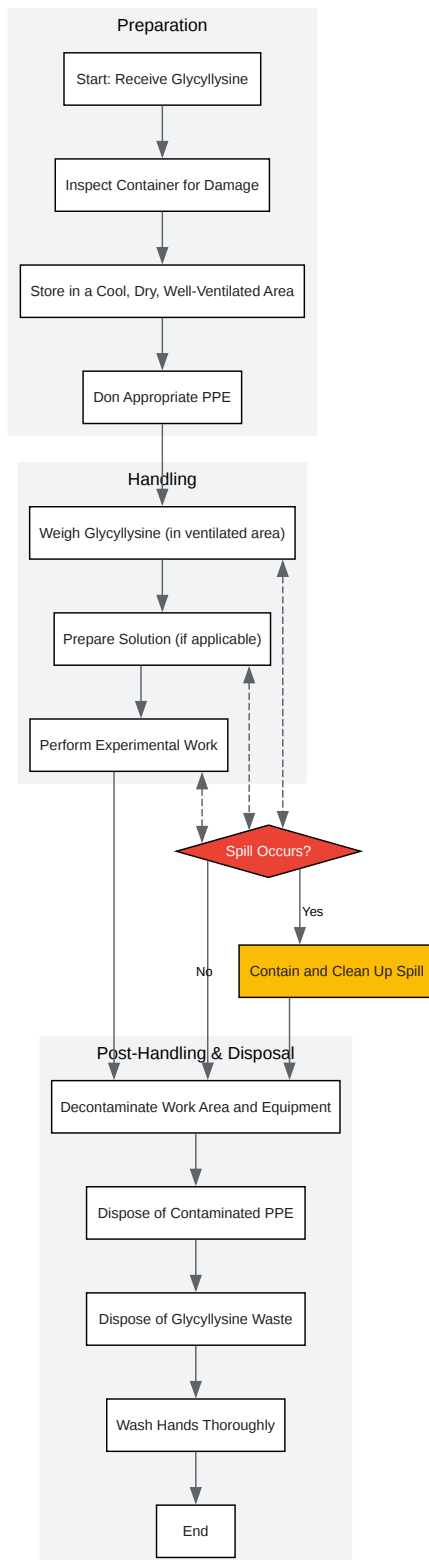 Preparation
Start: Receive Glycyllysine
Inspect Container for Damage
Store in a Cool, Dry, Well-Ventilated Area
Don Appropriate PPE
Handling
Weigh Glycyllysine (in ventilated area)
Prepare Solution (if applicable)
Perform Experimental Work
Spill Occurs?
Yes
No
Contain and Clean Up Spill
Post-Handling & Disposal
Decontaminate Work Area and Equipment
Dispose of Contaminated PPE
Dispose of Glycyllysine Waste
Wash Hands Thoroughly
End